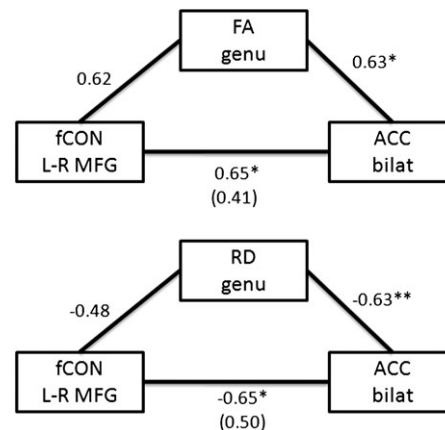 FA
genu
0.62
0.63*
fCON
L-R MFG
ACC
bilat
0.65*
(0.41)
RD
genu
-0.48
-0.63**
fCON
L-R MFG
ACC
bilat
-0.65*
(0.50)